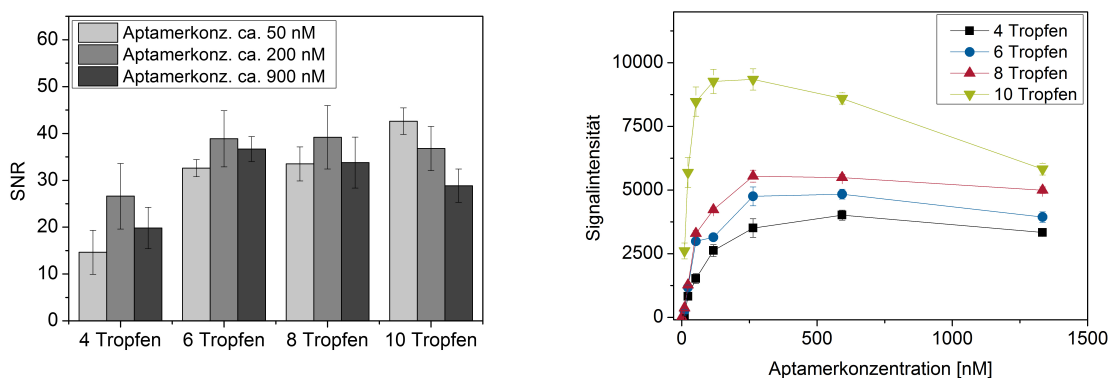 60
50
40
30
20
10
0
SNR
Aptamerkonz. ca. 50 nM
Aptamerkonz. ca. 200 nM
Aptamerkonz. ca. 900 nM
4 Tropfen
6 Tropfen
8 Tropfen
10 Tropfen
10000
7500
5000
2500
0
Signalintensität
4 Tropfen
6 Tropfen
8 Tropfen
10 Tropfen
0
500
1000
1500
Aptamerkonzentration [nM]